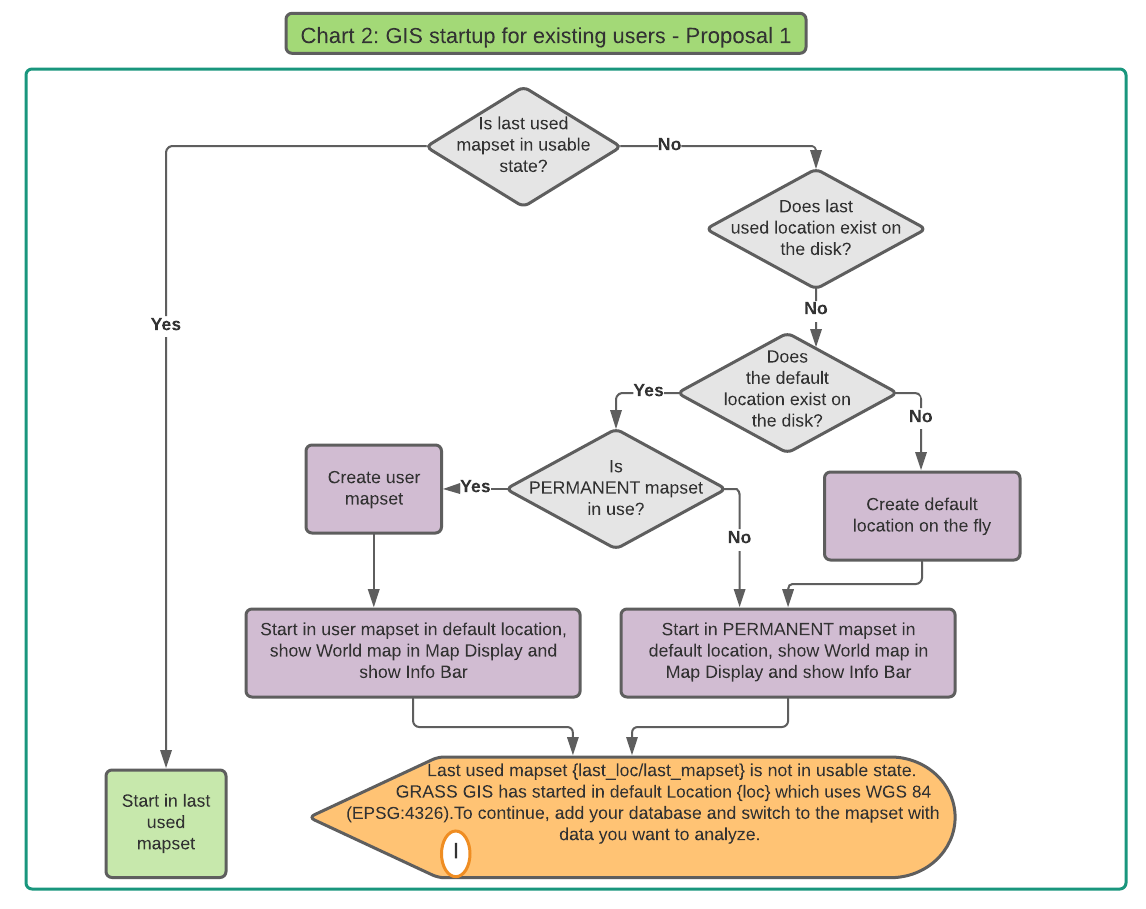 Chart 2: GIS startup for existing users - Proposal 1
Is last used
mapset in usable
state?
No
Does last
used location exist on
the disk?
Yes
No
Does
the default
location exist on
the disk?
Yes
No
Is
PERMANENT mapset
in use?
Yes
No
Create user
mapset
Create default
location on the fly
Start in user mapset in default location,
show World map in Map Display and
show Info Bar
Start in PERMANENT mapset in
default location, show World map in
Map Display and show Info Bar
Start in last
used
mapset
Last used mapset {last_loc/last_mapset} is not in usable state.
GRASS GIS has started in default Location {loc} which uses WGS 84
(EPSG:4326).To continue, add your database and switch to the mapset with
data you want to analyze.
I